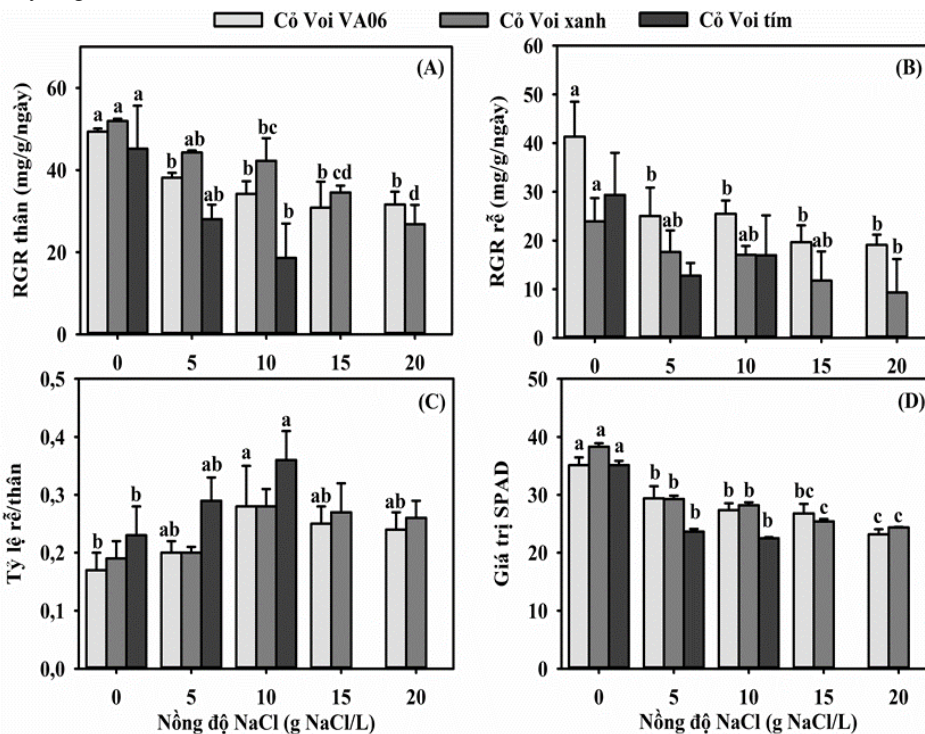 Cỏ Voi VA06 Cỏ Voi xanh Cỏ Voi tím
(A)
RGR thân (mg/g/ngày)
60
40
20
0
a a a
b ab ab
b bc b
b cd
b d
0 5 10 15 20
(B)
RGR rễ (mg/g/ngày)
60
50
40
30
20
10
0
a a
b ab
b ab
b ab
b b
0 5 10 15 20
(C)
Tỷ lệ rễ/thân
0,5
0,4
0,3
0,2
0,1
0,0
b b
ab ab
a a
ab
ab
0 5 10 15 20
Nồng độ NaCl (g NaCl/L)
(D)
Giá trị SPAD
50
40
30
20
10
0
a a a
b b b
b b b
bc c
c c
0 5 10 15 20
Nồng độ NaCl (g NaCl/L)